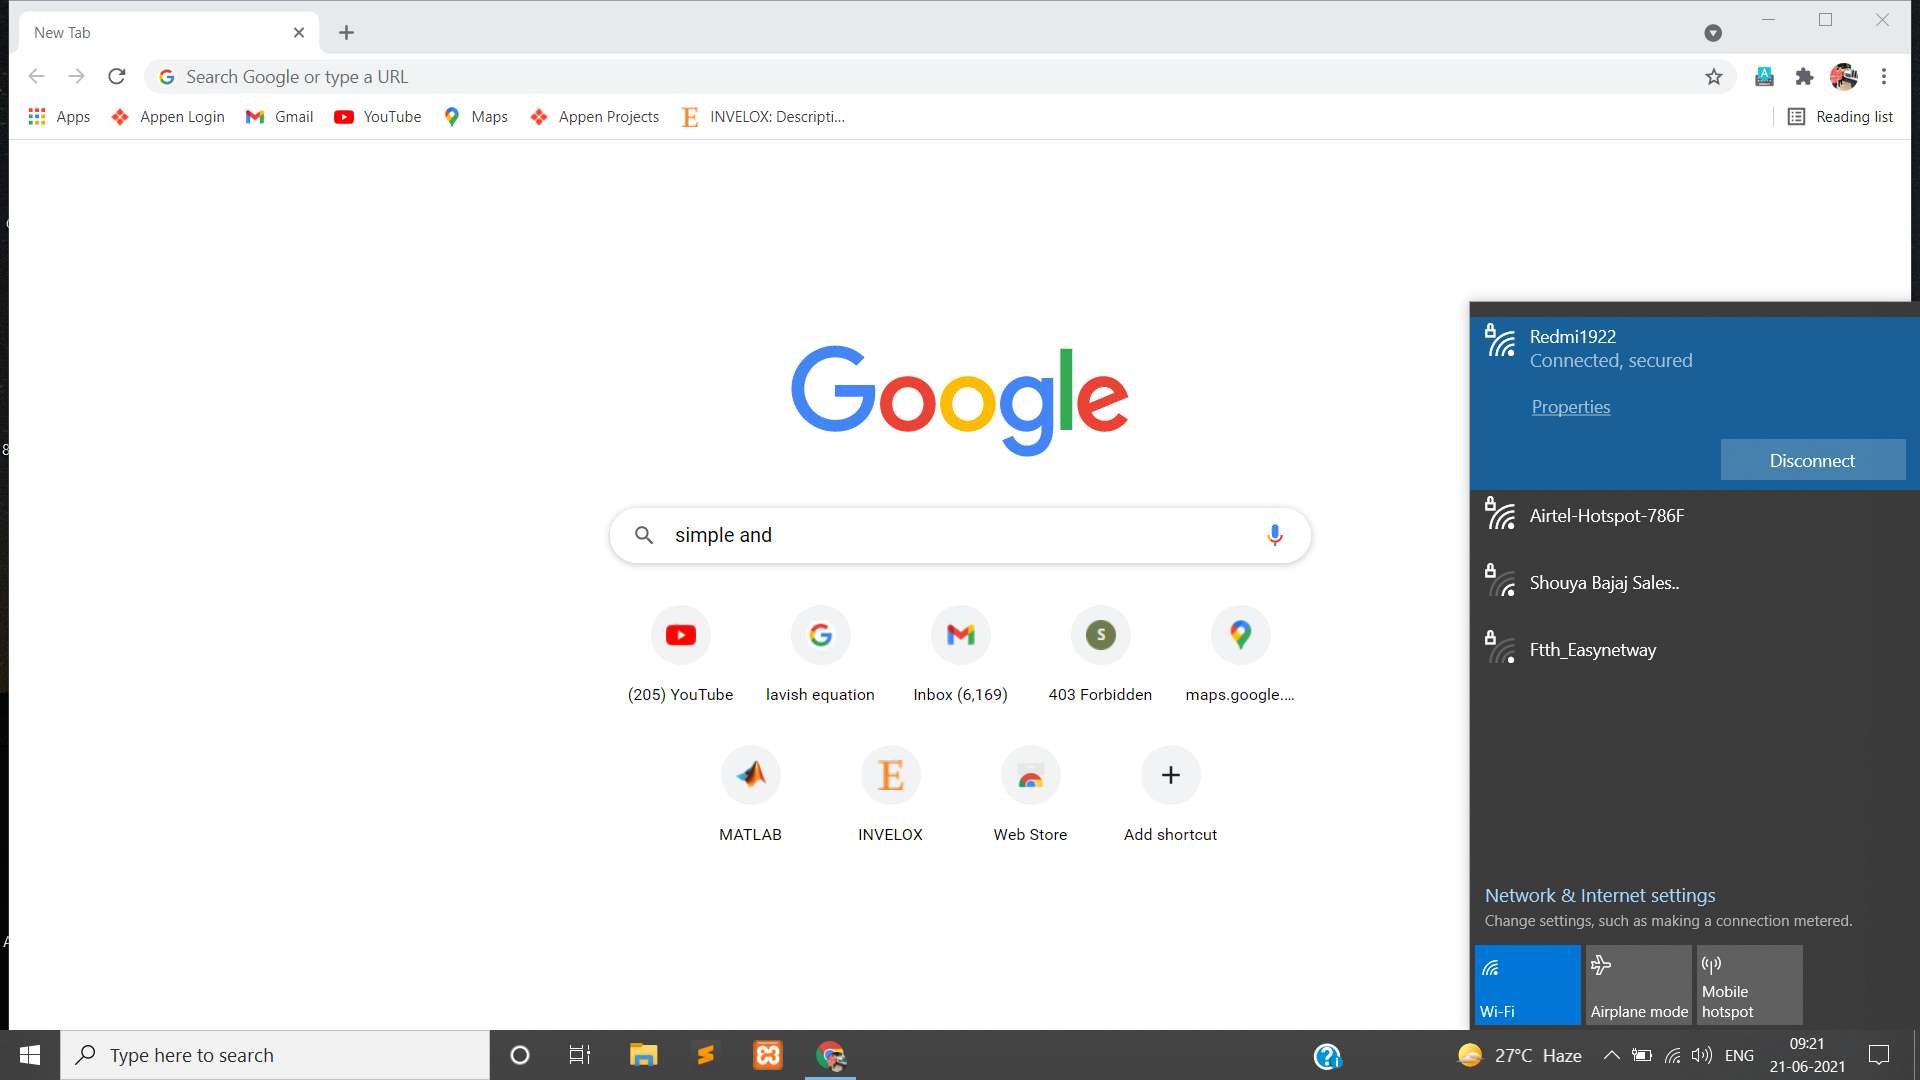 New Tab
Search Google or type a URL
Apps Appen Login Gmail YouTube Maps Appen Projects INVELOX: Descripti... Reading list
Google
simple and
(205) YouTube lavish equation Inbox (6,169) 403 Forbidden maps.google....
S
MATLAB INVELOX Web Store Add shortcut
Redmi1922
Connected, secured
Properties
Disconnect
Airtel-Hotspot-786F
Shouya Bajaj Sales..
Ftth_Easynetway
Network & Internet settings
Change settings, such as making a connection metered.
Wi-Fi
Airplane mode
Mobile
hotspot
Type here to search
27°C Haze
ENG
09:21
21-06-2021